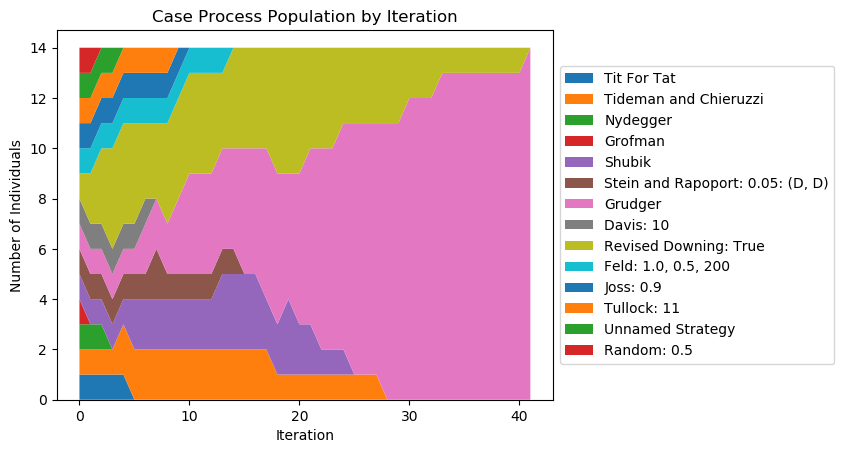 Case Process Population by Iteration
Number of Individuals
14
12
10
8
6
4
2
0
0 10 20 30 40
Iteration
Tit For Tat
Tideman and Chieruzzi
Nydegger
Grofman
Shubik
Stein and Rapoport: 0.05: (D, D)
Grudger
Davis: 10
Revised Downing: True
Feld: 1.0, 0.5, 200
Joss: 0.9
Tullock: 11
Unnamed Strategy
Random: 0.5